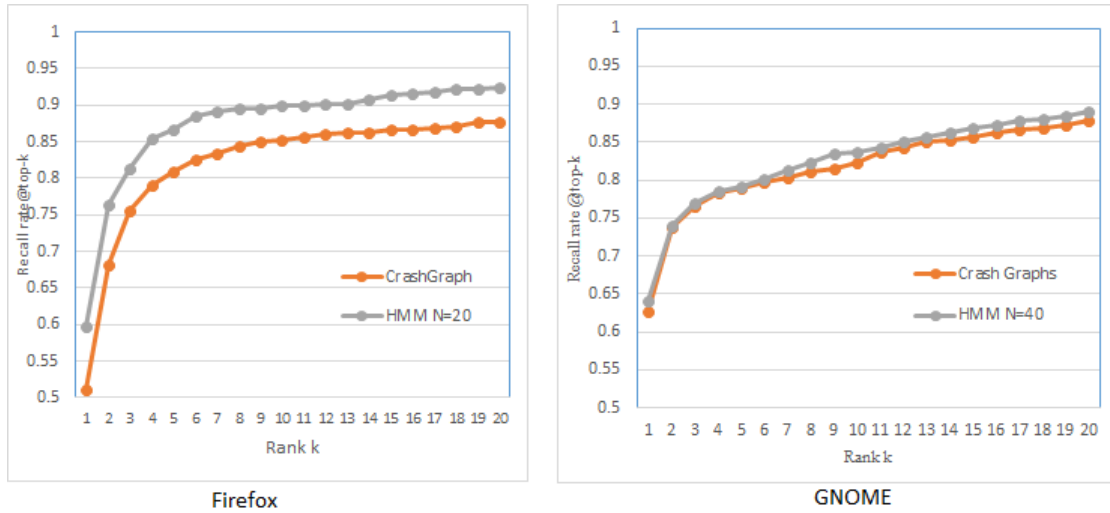 1
0.95
0.9
0.85
0.8
0.75
0.7
0.65
0.6
0.55
0.5
Recall rate@top-k
CrashGraph
HMM N=20
1 2 3 4 5 6 7 8 9 10 11 12 13 14 15 16 17 18 19 20
Rank k
Firefox
1
0.95
0.9
0.85
0.8
0.75
0.7
0.65
0.6
0.55
0.5
Recall rate @top-k
Crash Graphs
HMM N=40
1 2 3 4 5 6 7 8 9 10 11 12 13 14 15 16 17 18 19 20
Rank k
GNOME